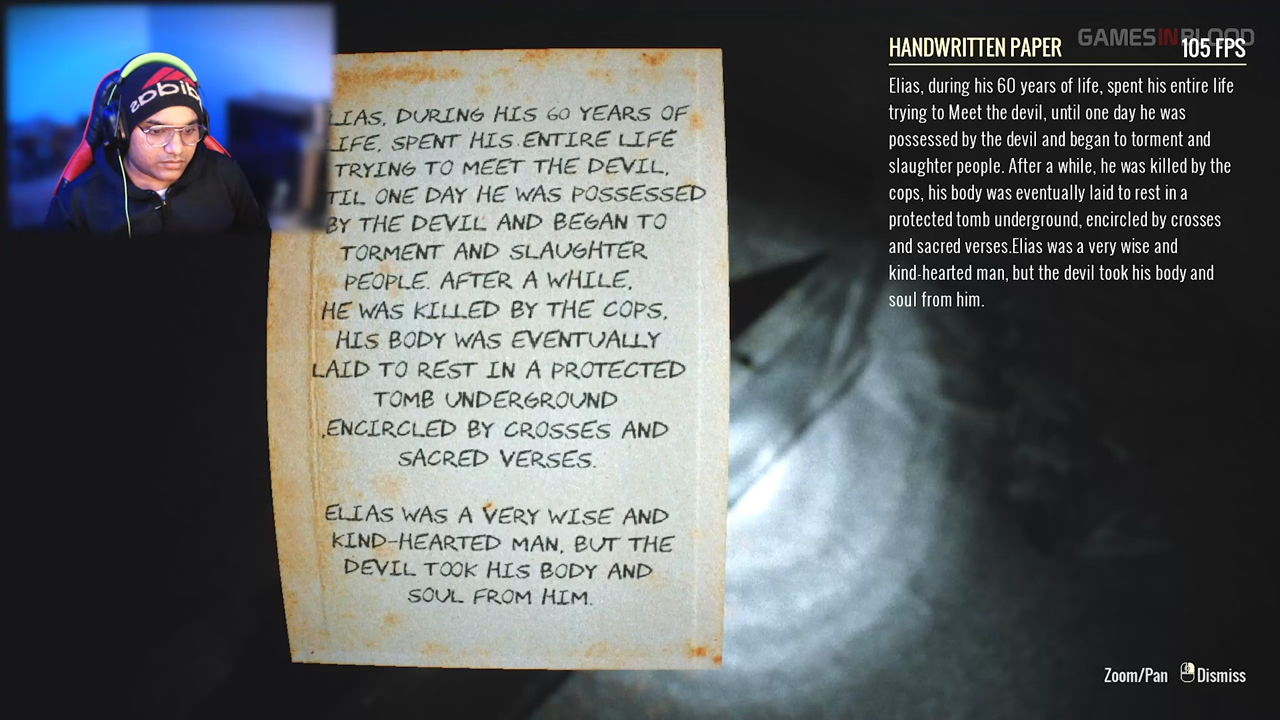 adidas
LIAS, DURING HIS 60 YEARS OF
LIFE, SPENT HIS ENTIRE LIFE
TRYING TO MEET THE DEVIL,
TIL ONE DAY HE WAS POSSESSED
BY THE DEVIL AND BEGAN TO
TORMENT AND SLAUGHTER
PEOPLE. AFTER A WHILE,
HE WAS KILLED BY THE COPS,
HIS BODY WAS EVENTUALLY
LAID TO REST IN A PROTECTED
TOMB UNDERGROUND
,ENCIRCLED BY CROSSES AND
SACRED VERSES.
ELIAS WAS A VERY WISE AND
KIND-HEARTED MAN, BUT THE
DEVIL TOOK HIS BODY AND
SOUL FROM HIM.
GAMESINBLOOD
HANDWRITTEN PAPER
105 FPS
Elias, during his 60 years of life, spent his entire life
trying to Meet the devil, until one day he was
possessed by the devil and began to torment and
slaughter people. After a while, he was killed by the
cops, his body was eventually laid to rest in a
protected tomb underground, encircled by crosses
and sacred verses.Elias was a very wise and
kind-hearted man, but the devil took his body and
soul from him.
Zoom/Pan Dismiss